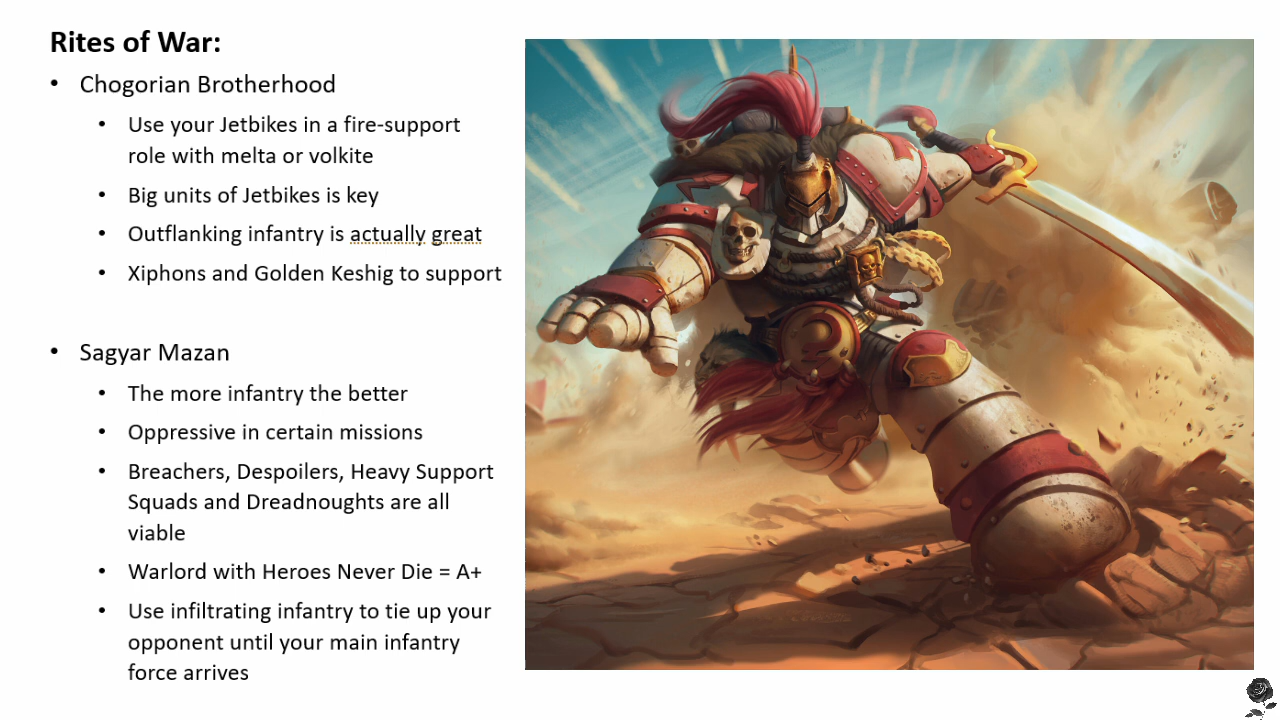 Rites of War:
• Chogorian Brotherhood
• Use your Jetbikes in a fire-support
role with melta or volkite
• Big units of Jetbikes is key
• Outflanking infantry is actually great
• Xiphons and Golden Keshig to support
• Sagyar Mazan
• The more infantry the better
• Oppressive in certain missions
• Breachers, Despoilers, Heavy Support
Squads and Dreadnoughts are all
viable
• Warlord with Heroes Never Die = A+
• Use infiltrating infantry to tie up your
opponent until your main infantry
force arrives